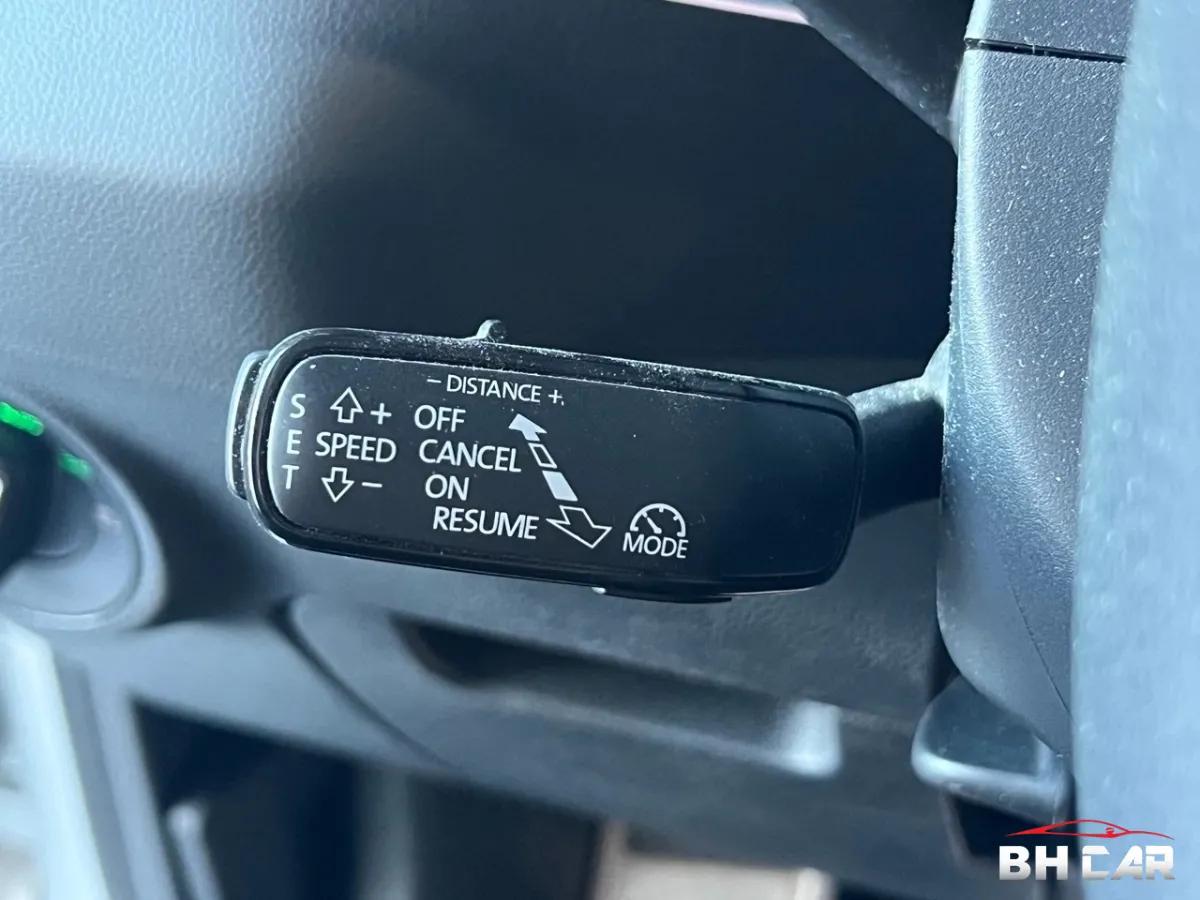 − DISTANCE +
S
E
T
+
SPEED
−
OFF
CANCEL
ON
RESUME
MODE
BH CAR